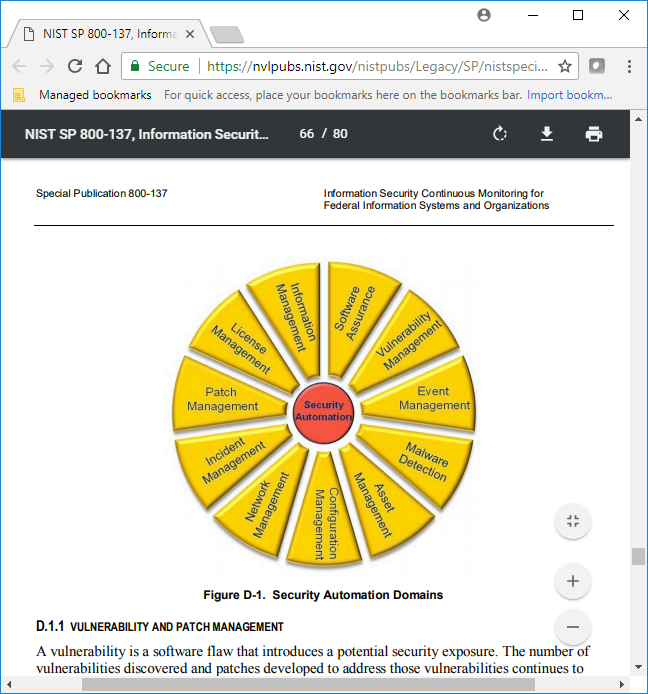 NIST SP 800-137, Informa
Secure
https://nvlpubs.nist.gov/nistpubs/Legacy/SP/nistspeci...
Managed bookmarks
For quick access, place your bookmarks here on the bookmarks bar.
Import bookm...
NIST SP 800-137, Information Securit...
66 / 80
Special Publication 800-137
Information Security Continuous Monitoring for
Federal Information Systems and Organizations
Information
Management
Software
Assurance
Vulnerability
Management
Event
Management
Malware
Detection
Asset
Management
Configuration
Management
Network
Management
Incident
Management
Patch
Management
License
Management
Security
Automation
Figure D-1. Security Automation Domains
D.1.1 VULNERABILITY AND PATCH MANAGEMENT
A vulnerability is a software flaw that introduces a potential security exposure. The number of
vulnerabilities discovered and patches developed to address those vulnerabilities continues to